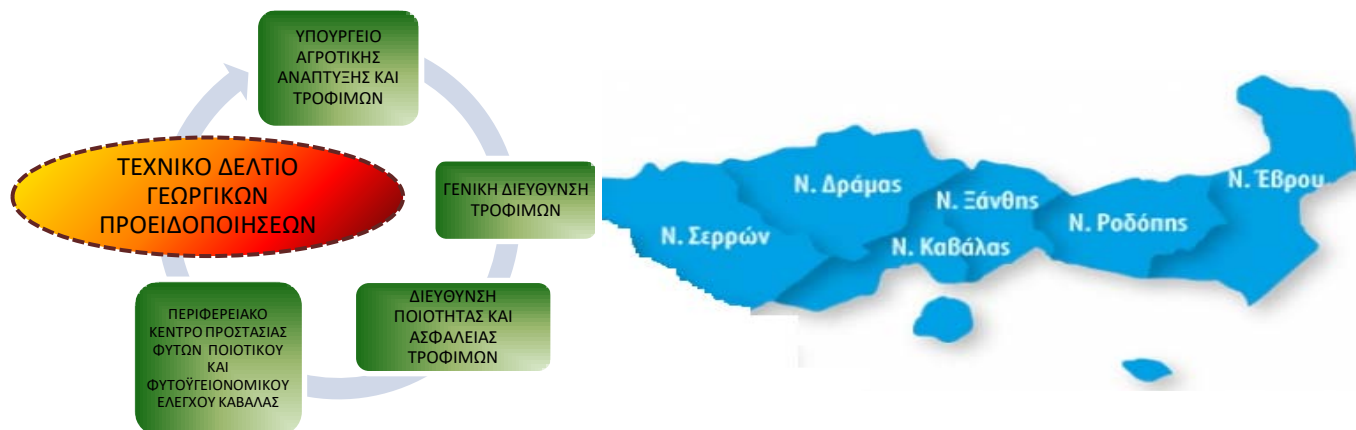 ΥΠΟΥΡΓΕΙΟ
ΑΓΡΟΤΙΚΗΣ
ΑΝΑΠΤΥΞΗΣ ΚΑΙ
ΤΡΟΦΙΜΩΝ
ΤΕΧΝΙΚΟ ΔΕΛΤΙΟ
ΓΕΩΡΓΙΚΩΝ
ΠΡΟΕΙΔΟΠΟΙΗΣΕΩΝ
ΓΕΝΙΚΗ ΔΙΕΥΘΥΝΣΗ
ΤΡΟΦΙΜΩΝ
ΔΙΕΥΘΥΝΣΗ
ΠΟΙΟΤΗΤΑΣ ΚΑΙ
ΑΣΦΑΛΕΙΑΣ
ΤΡΟΦΙΜΩΝ
ΠΕΡΙΦΕΡΕΙΑΚΟ
ΚΕΝΤΡΟ ΠΡΟΣΤΑΣΙΑΣ
ΦΥΤΩΝ ΠΟΙΟΤΙΚΟΥ
ΚΑΙ
ΦΥΤΟΫΓΕΙΟΝΟΜΙΚΟΥ
ΕΛΕΓΧΟΥ ΚΑΒΑΛΑΣ
Ν. Σερρών
Ν. Δράμας
Ν. Καβάλας
Ν. Ξάνθης
Ν. Ροδόπης
Ν. Έβρου